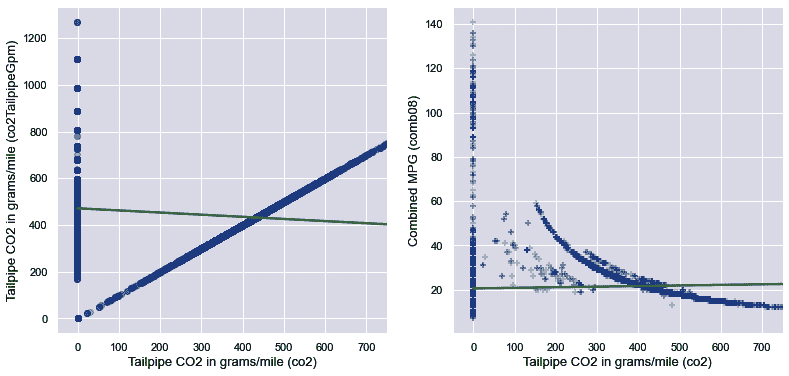 Tailpipe CO2 in grams/mile (co2TailpipeGpm)
1200
1000
800
600
400
200
0
0 100 200 300 400 500 600 700
Tailpipe CO2 in grams/mile (co2)
Combined MPG (comb08)
140
120
100
80
60
40
20
0 100 200 300 400 500 600 700
Tailpipe CO2 in grams/mile (co2)